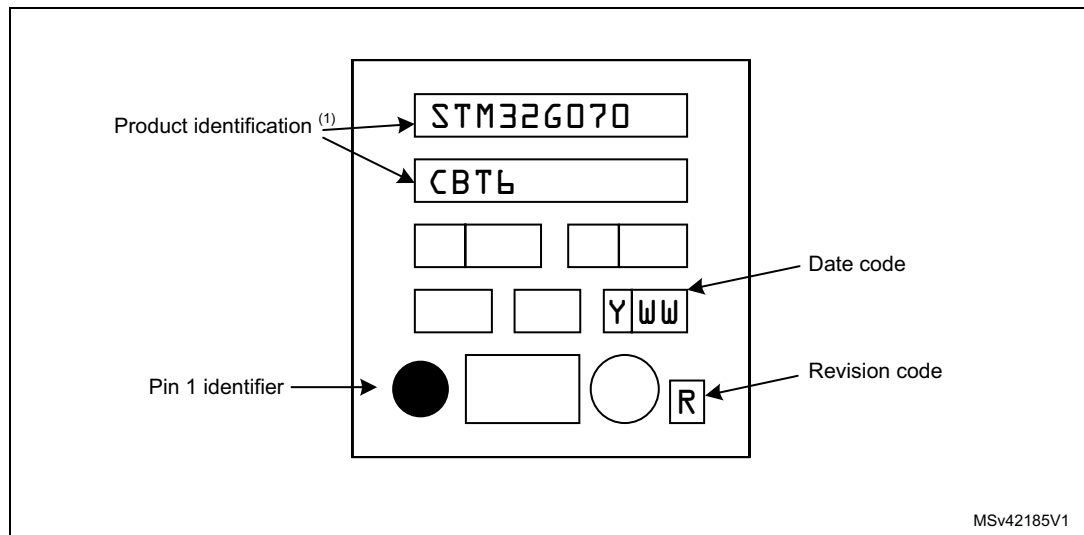 STM32G070
Product identification (1)
CBT6
Date code
Y WW
Pin 1 identifier
Revision code
R
MSv42185V1